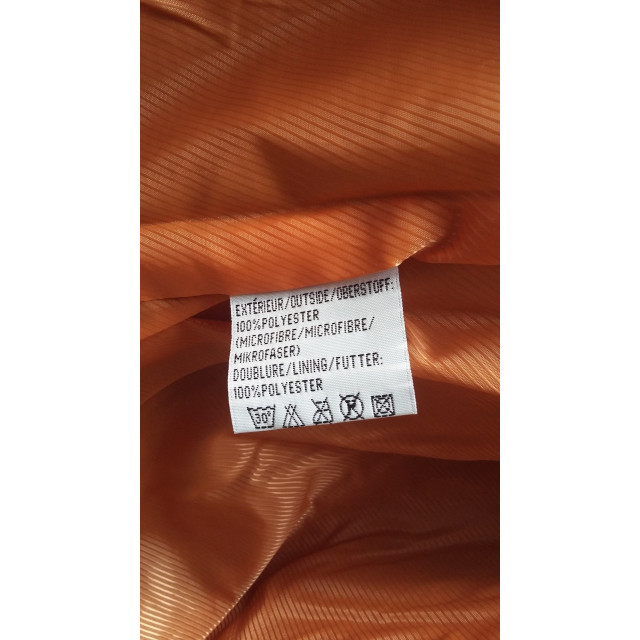 EXTÉRIEUR/OUTSIDE/OBERSTOFF:
100%POLYESTER
(MICROFIBRE/MICROFIBRE/
MIKROFASER)
DOUBLURE/LINING/FUTTER:
100%POLYESTER
30°